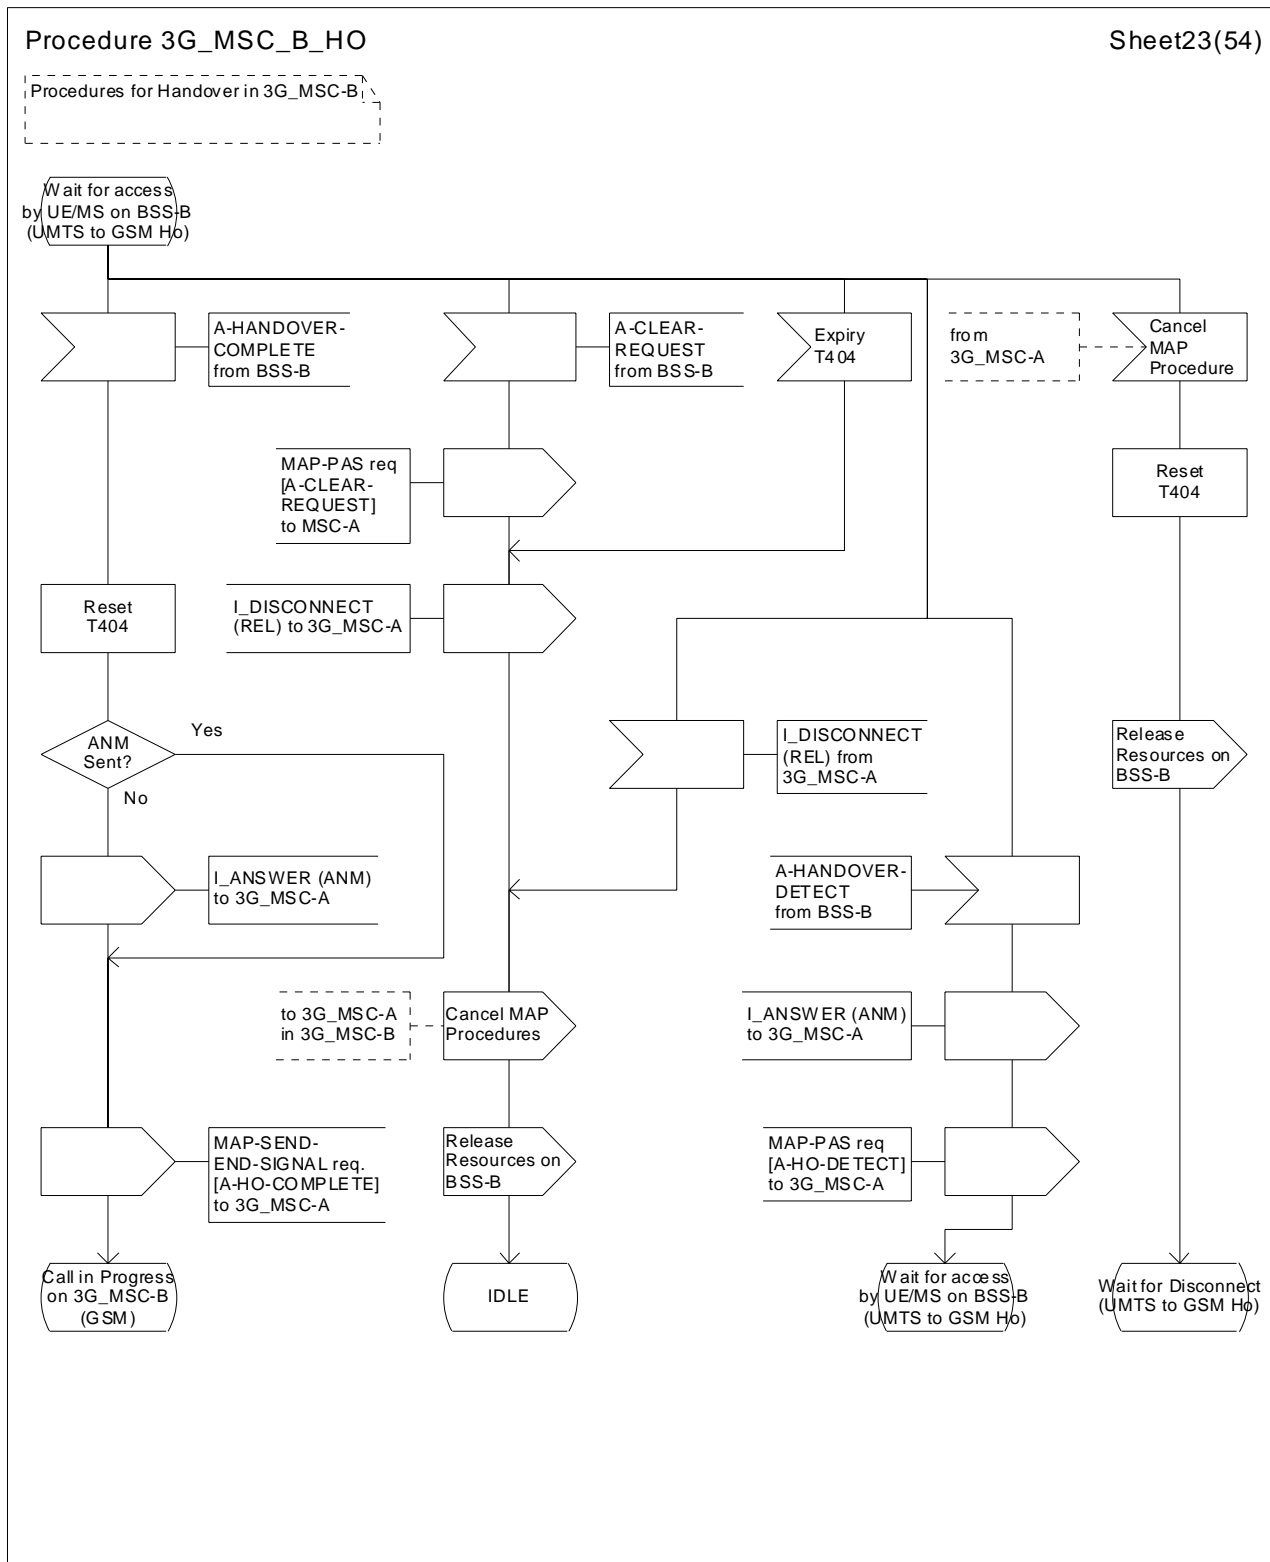 Procedure 3G_MSC_B_HO
Sheet23(54)
Procedures for Handover in 3G_MSC-B
Wait for access
by UE/MS on BSS-B
(UMTS to GSM Ho)
A-HANDOVER-
COMPLETE
from BSS-B
A-CLEAR-
REQUEST
from BSS-B
Expiry
T404
from
3G_MSC-A
Cancel
MAP
Procedure
MAP-PAS req
[A-CLEAR-
REQUEST]
to MSC-A
Reset
T404
Reset
T404
I_DISCONNECT
(REL) to 3G_MSC-A
ANM
Sent?
Yes
No
I_DISCONNECT
(REL) from
3G_MSC-A
Release
Resources on
BSS-B
I_ANSWER (ANM)
to 3G_MSC-A
A-HANDOVER-
DETECT
from BSS-B
to 3G_MSC-A
in 3G_MSC-B
Cancel MAP
Procedures
I_ANSWER (ANM)
to 3G_MSC-A
MAP-SEND-
END-SIGNAL req.
[A-HO-COMPLETE]
to 3G_MSC-A
Release
Resources on
BSS-B
MAP-PAS req
[A-HO-DETECT]
to 3G_MSC-A
Call in Progress
on 3G_MSC-B
(GSM)
IDLE
Wait for access
by UE/MS on BSS-B
(UMTS to GSM Ho)
Wait for Disconnect
(UMTS to GSM Ho)